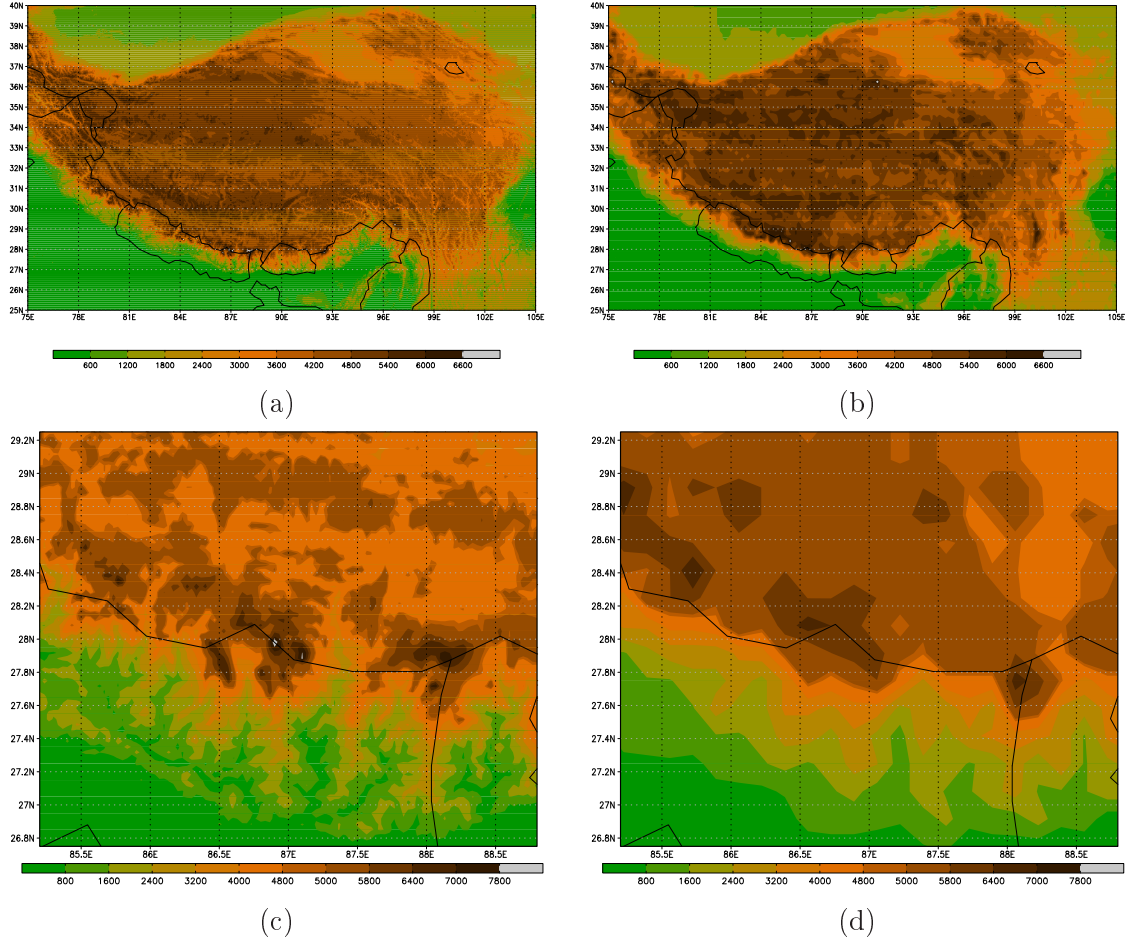 40N
39N
38N
37N
36N
35N
34N
33N
32N
31N
30N
29N
28N
27N
26N
25N
75E 78E 81E 84E 87E 90E 93E 96E 99E 102E 105E
600 1200 1800 2400 3000 3600 4200 4800 5400 6000 6600
(a)
40N
39N
38N
37N
36N
35N
34N
33N
32N
31N
30N
29N
28N
27N
26N
25N
75E 78E 81E 84E 87E 90E 93E 96E 99E 102E 105E
600 1200 1800 2400 3000 3600 4200 4800 5400 6000 6600
(b)
29.2N
29N
28.8N
28.6N
28.4N
28.2N
28N
27.8N
27.6N
27.4N
27.2N
27N
26.8N
85.5E 86E 86.5E 87E 87.5E 88E 88.5E
800 1600 2400 3200 4000 4800 5000 5800 6400 7000 7800
(c)
29.2N
29N
28.8N
28.6N
28.4N
28.2N
28N
27.8N
27.6N
27.4N
27.2N
27N
26.8N
85.5E 86E 86.5E 87E 87.5E 88E 88.5E
800 1600 2400 3200 4000 4800 5000 5800 6400 7000 7800
(d)